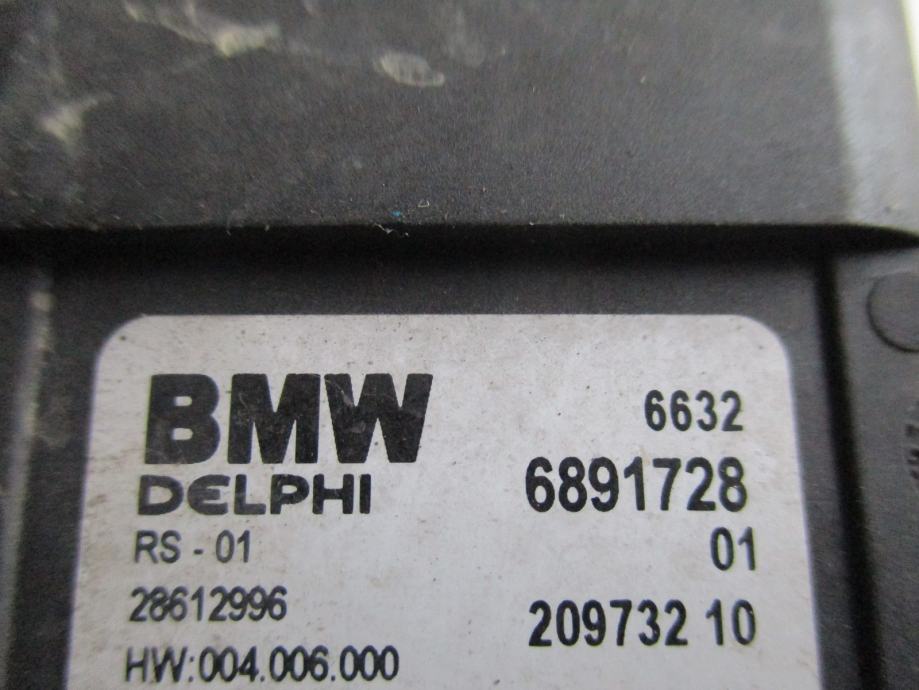 BMW 6632
DELPHI 6891728
RS - 01 01
28612996 209732 10
HW:004.006.000